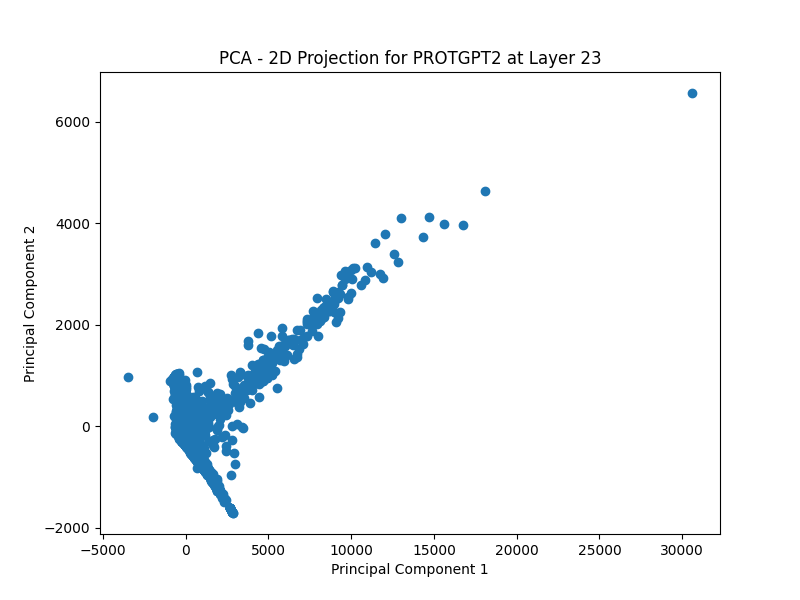 PCA - 2D Projection for PROTGPT2 at Layer 23
6000
4000
2000
0
−2000
Principal Component 2
−5000 0 5000 10000 15000 20000 25000 30000
Principal Component 1